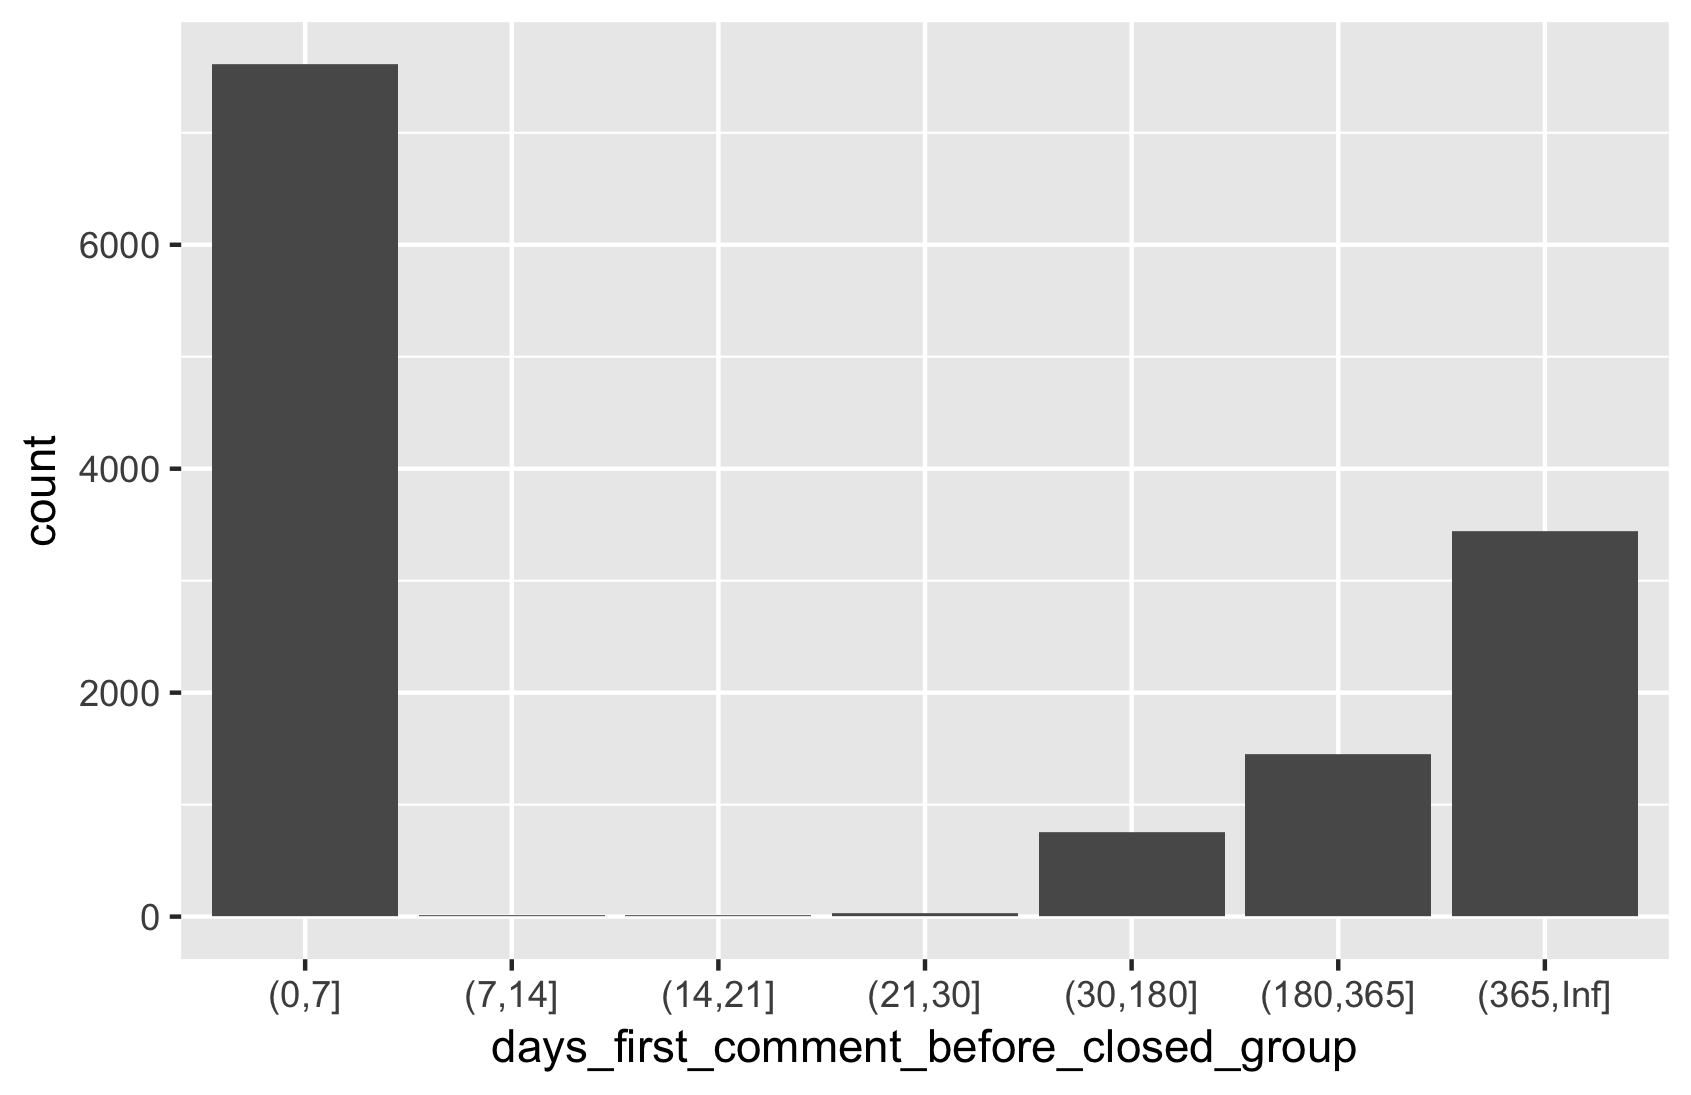 count
6000
4000
2000
0
(0,7] (7,14] (14,21] (21,30] (30,180] (180,365] (365,Inf]
days_first_comment_before_closed_group